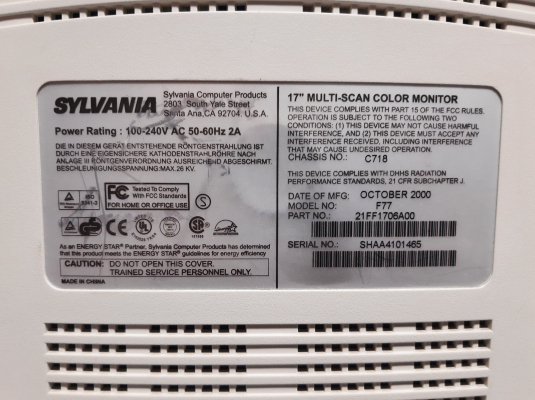 SYLVANIA
Sylvania Computer Products
2803 South Yale Street
Santa Ana,CA 92704. U.S.A.
Power Rating : 100-240V AC 50-60Hz 2A
DIE IN DIESEM GERÄT ENTSTEHENDE RÖNTGENSTRAHLUNG IST
DURCH EINE EIGENSICHERE KATHODENSTRAHLRÖHRE NACH
ANLAGE III RÖNTGENVERORDNUNG AUSREICHEND ABGESCHIRMT.
BESCHLEUNIGUNGSSPANNUNG:MAX.26 KV.
ISO
FC
Tested To Comply
With FCC Standards
FOR HOME OR OFFICE USE
As an ENERGY STAR® Partner, Sylvania Computer Products has determined
that this product meets the ENERGY STAR® guidelines for energy efficiency
CAUTION: DO NOT OPEN THIS COVER.
TRAINED SERVICE PERSONNEL ONLY.
MADE IN CHINA
17" MULTI-SCAN COLOR MONITOR
THIS DEVICE COMPLIES WITH PART 15 OF THE FCC RULES.
OPERATION IS SUBJECT TO THE FOLLOWING TWO
CONDITIONS: (1) THIS DEVICE MAY NOT CAUSE HARMFUL
INTERFERENCE, AND (2) THIS DEVICE MUST ACCEPT ANY
INTERFERENCE RECEIVED, INCLUDING INTERFERENCE THAT
MAY CAUSE UNDESIRED OPERATION.
CHASSIS NO.: C718
THIS DEVICE COMPLIES WITH DHHS RADIATION
PERFORMANCE STANDARDS, 21 CFR SUBCHAPTER J.
DATE OF MFG: OCTOBER 2000
MODEL NO: F77
PART NO.: 21FF1706A00
SERIAL NO.: SHAA4101465